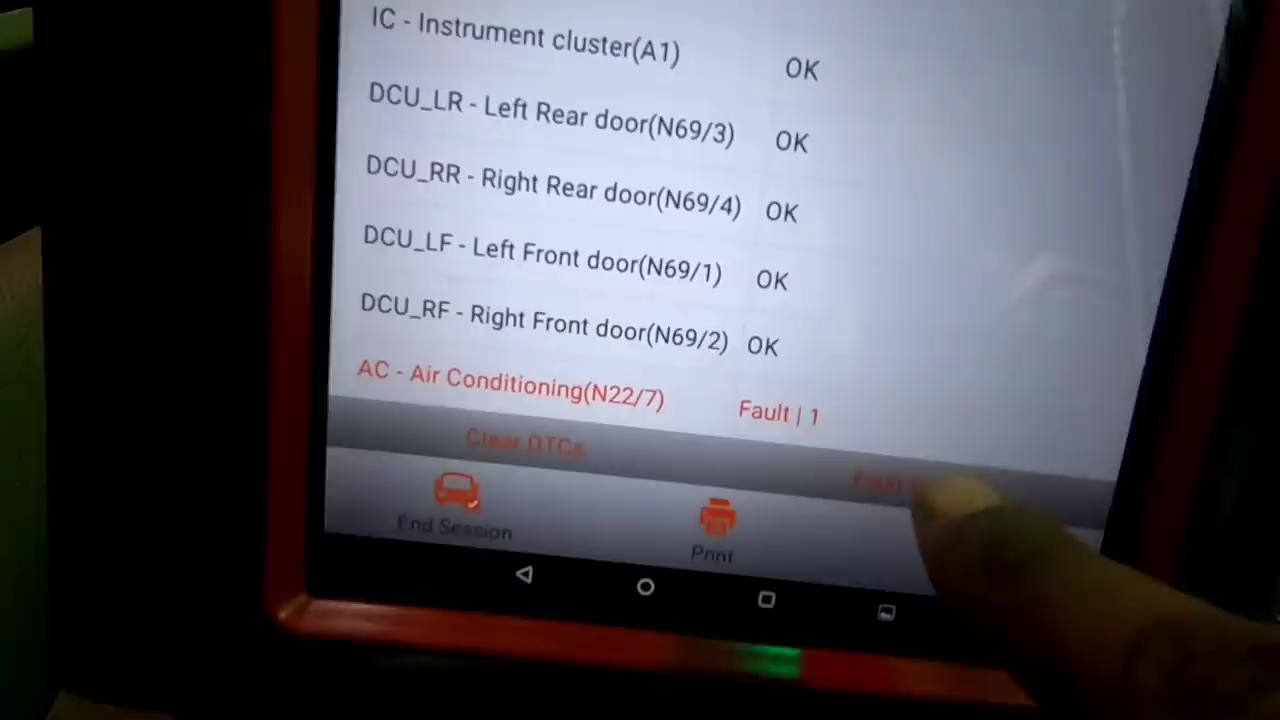 IC - Instrument cluster(A1) OK
DCU_LR - Left Rear door(N69/3) OK
DCU_RR - Right Rear door(N69/4) OK
DCU_LF - Left Front door(N69/1) OK
DCU_RF - Right Front door(N69/2) OK
AC - Air Conditioning(N22/7) Fault | 1
Clear DTCs
End Session
Print